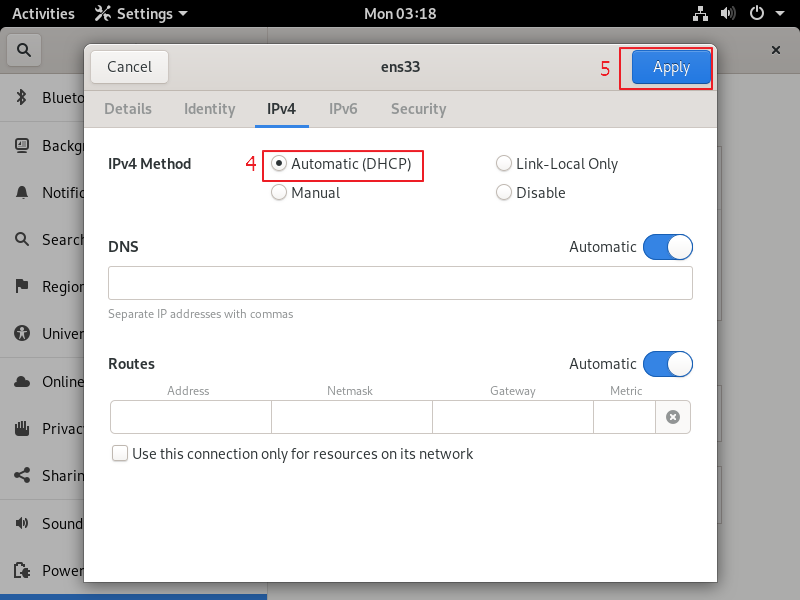 Activities Settings Mon 03:18
Cancel ens33 5 Apply
Details Identity IPv4 IPv6 Security
IPv4 Method 4 Automatic (DHCP) Link-Local Only
Manual Disable
DNS Automatic
Separate IP addresses with commas
Routes Automatic
Address Netmask Gateway Metric
Use this connection only for resources on its network
Blueto
Backg
Notific
Search
Region
Univer
Online
Privac
Sharin
Sound
Power